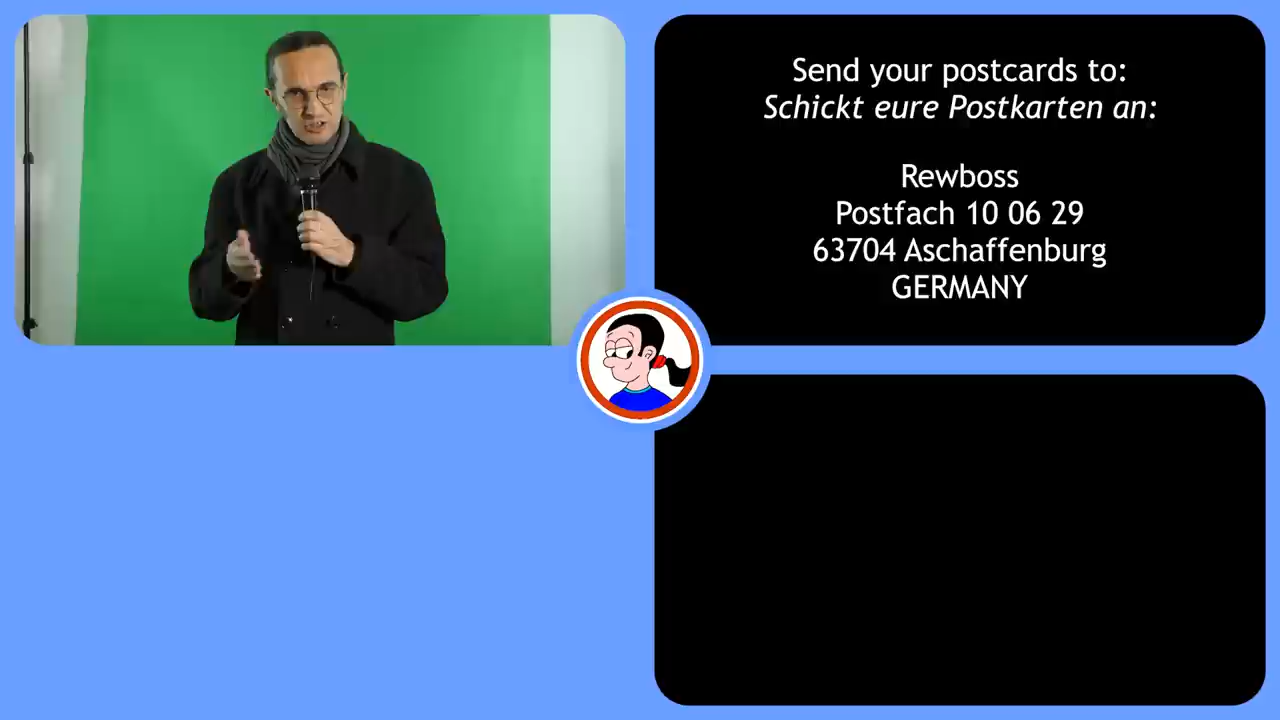 Send your postcards to:
Schickt eure Postkarten an:
Rewboss
Postfach 10 06 29
63704 Aschaffenburg
GERMANY